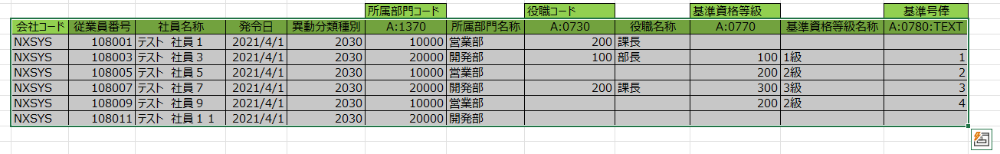 所属部門コード 役職コード 基準資格等級 基準号俸
会社コード 従業員番号 社員名称 発令日 異動分類種別 A:1370 所属部門名称 A:0730 役職名称 A:0770 基準資格等級名称 A:0780:TEXT
NXSYS 108001 テスト 社員1 2021/4/1 2030 10000 営業部 200 課長
NXSYS 108003 テスト 社員3 2021/4/1 2030 20000 開発部 100 部長 100 1級 1
NXSYS 108005 テスト 社員5 2021/4/1 2030 10000 営業部 200 2級 2
NXSYS 108007 テスト 社員7 2021/4/1 2030 20000 開発部 200 課長 300 3級 3
NXSYS 108009 テスト 社員9 2021/4/1 2030 10000 営業部 200 2級 4
NXSYS 108011 テスト 社員11 2021/4/1 2030 20000 開発部